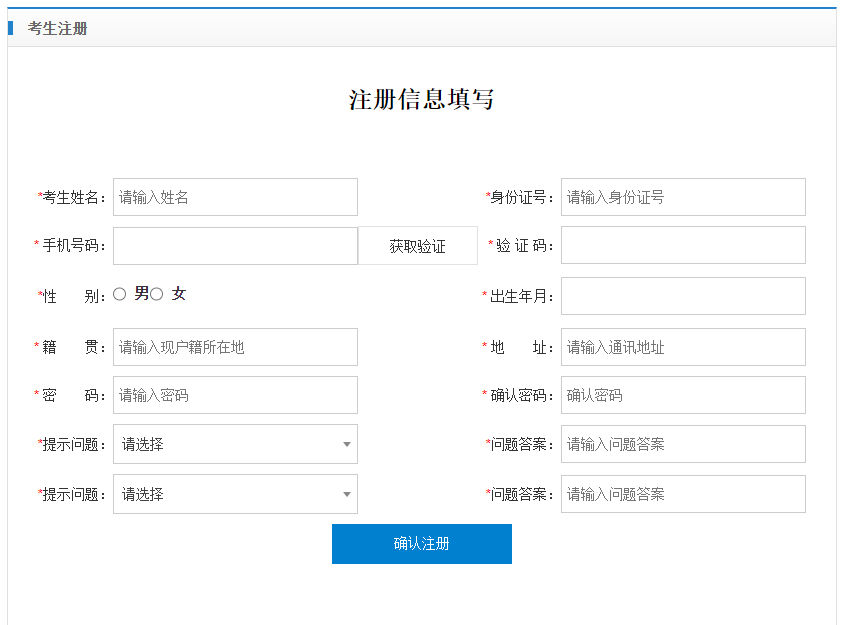 考生注册
注册信息填写
*考生姓名： 请输入姓名 *身份证号： 请输入身份证号
* 手机号码： 获取验证 * 验 证 码：
*性 别： 男 女 * 出生年月：
* 籍 贯： 请输入现户籍所在地 * 地 址： 请输入通讯地址
* 密 码： 请输入密码 * 确认密码： 确认密码
*提示问题： 请选择 *问题答案： 请输入问题答案
*提示问题： 请选择 *问题答案： 请输入问题答案
确认注册